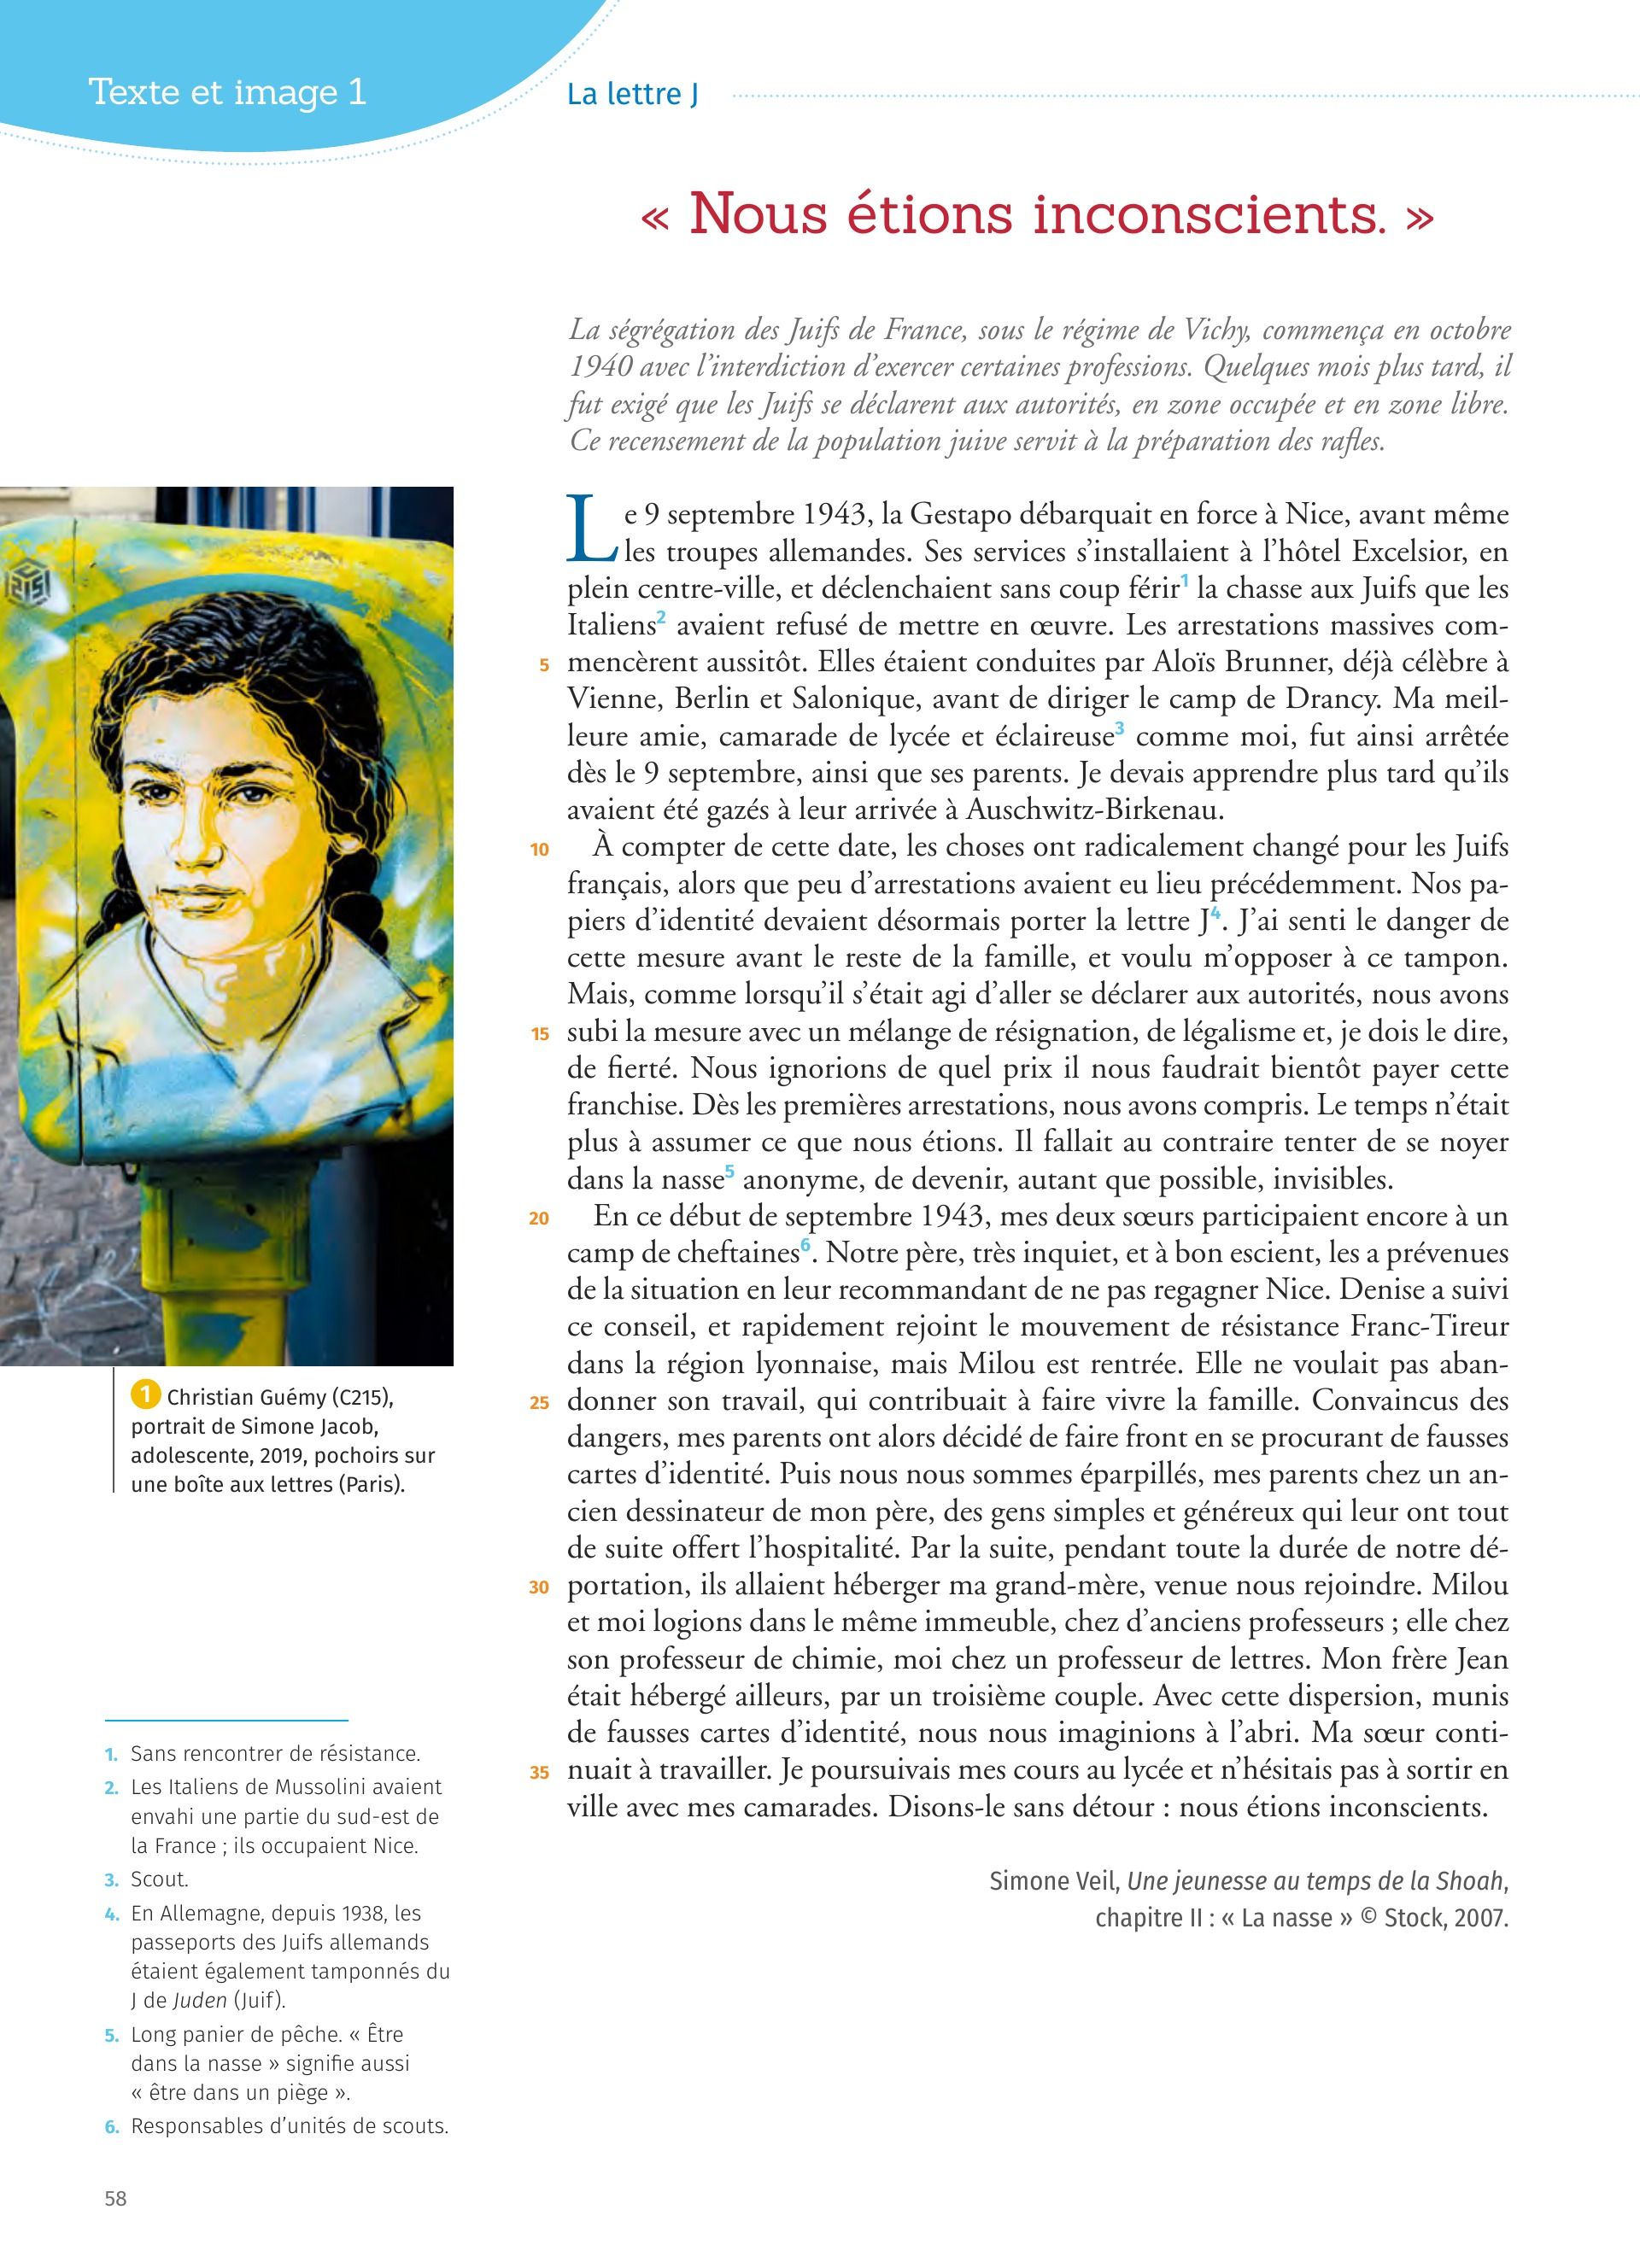 Texte et image 1
La lettre J
« Nous étions inconscients. »
La ségrégation des Juifs de France, sous le régime de Vichy, commença en octobre
1940 avec l'interdiction d'exercer certaines professions. Quelques mois plus tard, il
fut exigé que les Juifs se déclarent aux autorités, en zone occupée et en zone libre.
Ce recensement de la population juive servit à la préparation des rafles.
Le 9 septembre 1943, la Gestapo débarquait en force à Nice, avant même
les troupes allemandes. Ses services s'installaient à l'hôtel Excelsior, en
plein centre-ville, et déclenchaient sans coup férir1 la chasse aux Juifs que les
Italiens2 avaient refusé de mettre en œuvre. Les arrestations massives com-
5 mencèrent aussitôt. Elles étaient conduites par Aloïs Brunner, déjà célèbre à
Vienne, Berlin et Salonique, avant de diriger le camp de Drancy. Ma meil-
leure amie, camarade de lycée et éclaireuse3 comme moi, fut ainsi arrêtée
dès le 9 septembre, ainsi que ses parents. Je devais apprendre plus tard qu'ils
avaient été gazés à leur arrivée à Auschwitz-Birkenau.
10 À compter de cette date, les choses ont radicalement changé pour les Juifs
français, alors que peu d'arrestations avaient eu lieu précédemment. Nos pa-
piers d'identité devaient désormais porter la lettre J4. J'ai senti le danger de
cette mesure avant le reste de la famille, et voulu m'opposer à ce tampon.
Mais, comme lorsqu'il s'était agi d'aller se déclarer aux autorités, nous avons
15 subi la mesure avec un mélange de résignation, de légalisme et, je dois le dire,
de fierté. Nous ignorions de quel prix il nous faudrait bientôt payer cette
franchise. Dès les premières arrestations, nous avons compris. Le temps n'était
plus à assumer ce que nous étions. Il fallait au contraire tenter de se noyer
dans la nasse5 anonyme, de devenir, autant que possible, invisibles.
20 En ce début de septembre 1943, mes deux sœurs participaient encore à un
camp de cheftaines6. Notre père, très inquiet, et à bon escient, les a prévenues
de la situation en leur recommandant de ne pas regagner Nice. Denise a suivi
ce conseil, et rapidement rejoint le mouvement de résistance Franc-Tireur
dans la région lyonnaise, mais Milou est rentrée. Elle ne voulait pas aban-
25 donner son travail, qui contribuait à faire vivre la famille. Convaincus des
dangers, mes parents ont alors décidé de faire front en se procurant de fausses
cartes d'identité. Puis nous nous sommes éparpillés, mes parents chez un an-
cien dessinateur de mon père, des gens simples et généreux qui leur ont tout
de suite offert l'hospitalité. Par la suite, pendant toute la durée de notre dé-
30 portation, ils allaient héberger ma grand-mère, venue nous rejoindre. Milou
et moi logions dans le même immeuble, chez d'anciens professeurs ; elle chez
son professeur de chimie, moi chez un professeur de lettres. Mon frère Jean
était hébergé ailleurs, par un troisième couple. Avec cette dispersion, munis
de fausses cartes d'identité, nous nous imaginions à l'abri. Ma sœur conti-
35 nuait à travailler. Je poursuivais mes cours au lycée et n'hésitais pas à sortir en
ville avec mes camarades. Disons-le sans détour : nous étions inconscients.
Simone Veil, Une jeunesse au temps de la Shoah,
chapitre II : « La nasse » © Stock, 2007.
1 Christian Guémy (C215),
portrait de Simone Jacob,
adolescente, 2019, pochoirs sur
une boîte aux lettres (Paris).
1. Sans rencontrer de résistance.
2. Les Italiens de Mussolini avaient
envahi une partie du sud-est de
la France ; ils occupaient Nice.
3. Scout.
4. En Allemagne, depuis 1938, les
passeports des Juifs allemands
étaient également tamponnés du
J de Juden (Juif).
5. Long panier de pêche. « Être
dans la nasse » signifie aussi
« être dans un piège ».
6. Responsables d'unités de scouts.
58